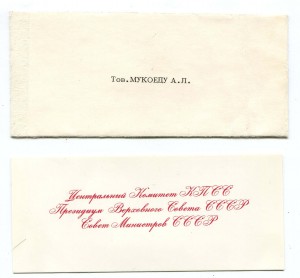 Тов. МУКОЕДУ А.Л.
Центральный Комитет КПСС
Президиум Верховного Совета СССР
Совет Министров СССР